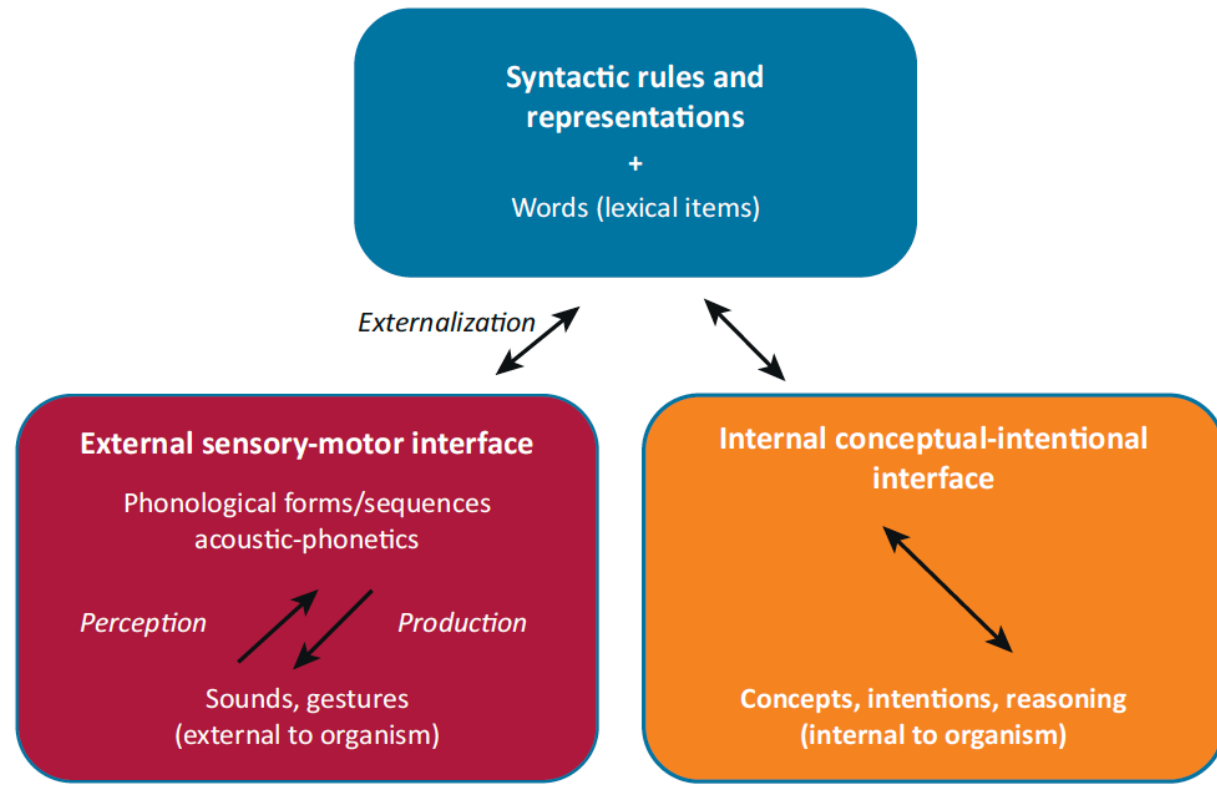 Syntactic rules and
representations
+
Words (lexical items)
Externalization
External sensory-motor interface
Phonological forms/sequences
acoustic-phonetics
Perception
Production
Sounds, gestures
(external to organism)
Internal conceptual-intentional
interface
Concepts, intentions, reasoning
(internal to organism)